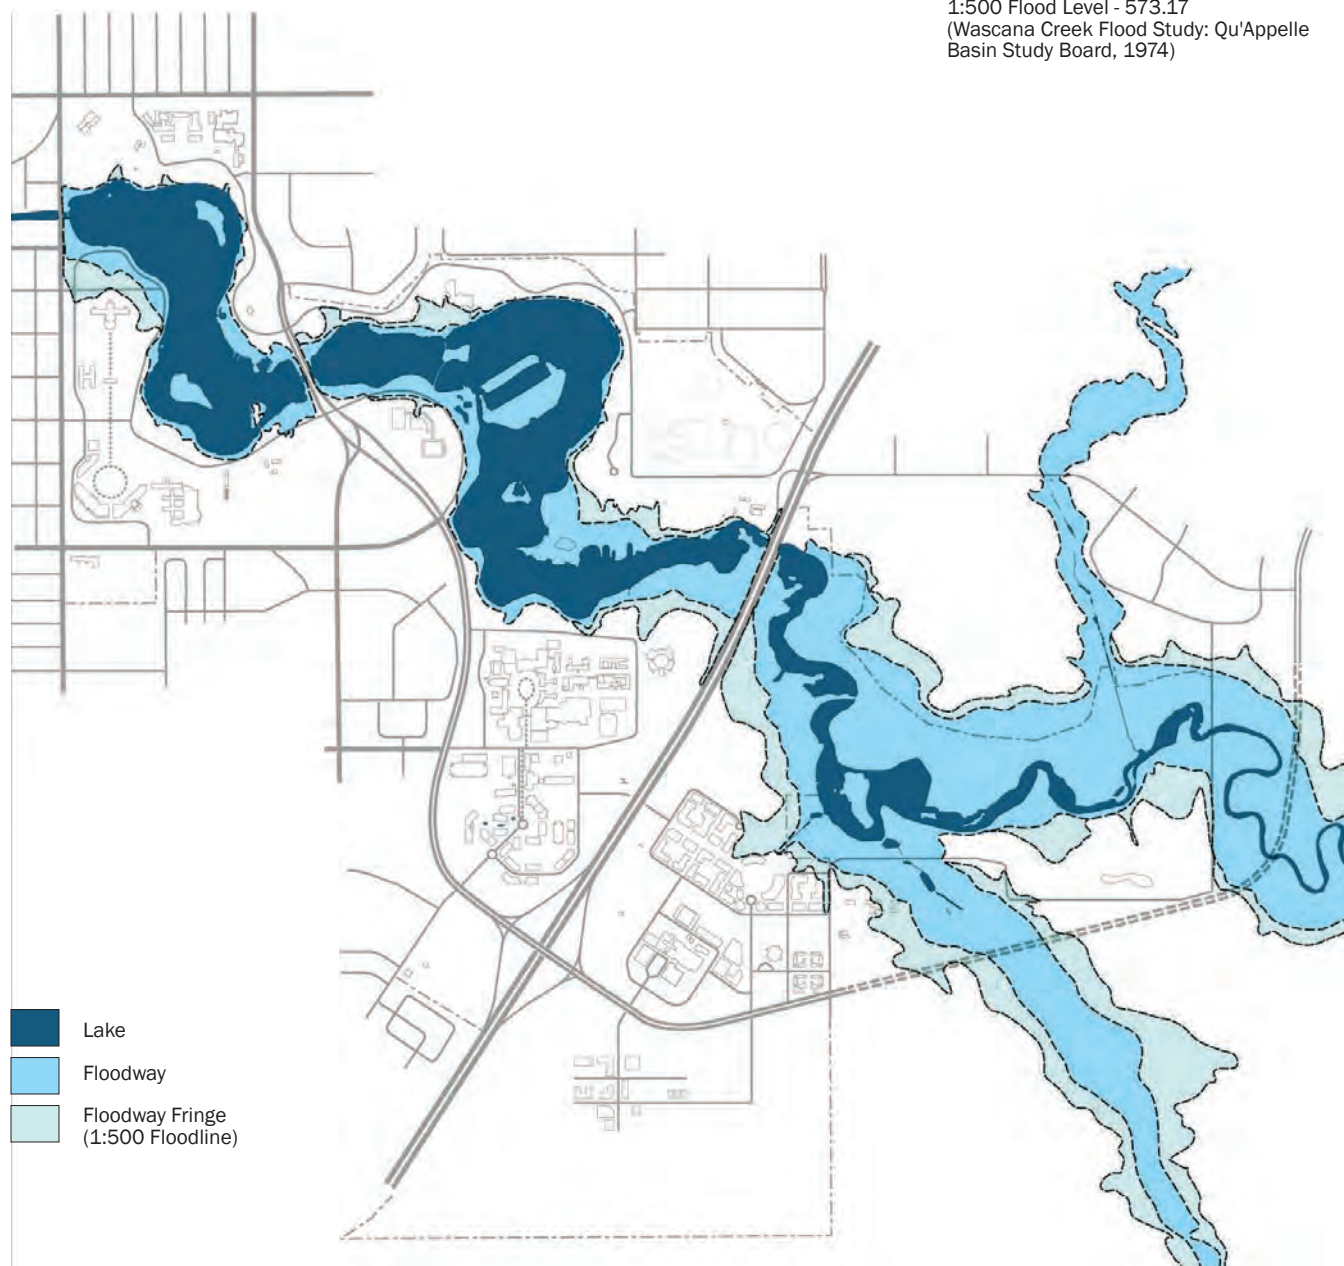 1:500 Flood Level - 573.17
(Wascana Creek Flood Study: Qu'Appelle
Basin Study Board, 1974)
Lake
Floodway
Floodway Fringe
(1:500 Floodline)